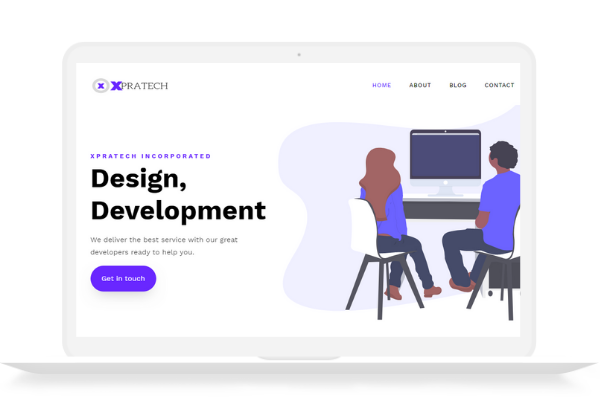 XPRATECH
HOME ABOUT BLOG CONTACT
XPRATECH INCORPORATED
Design,
Development
We deliver the best service with our great
developers ready to help you.
Get in touch